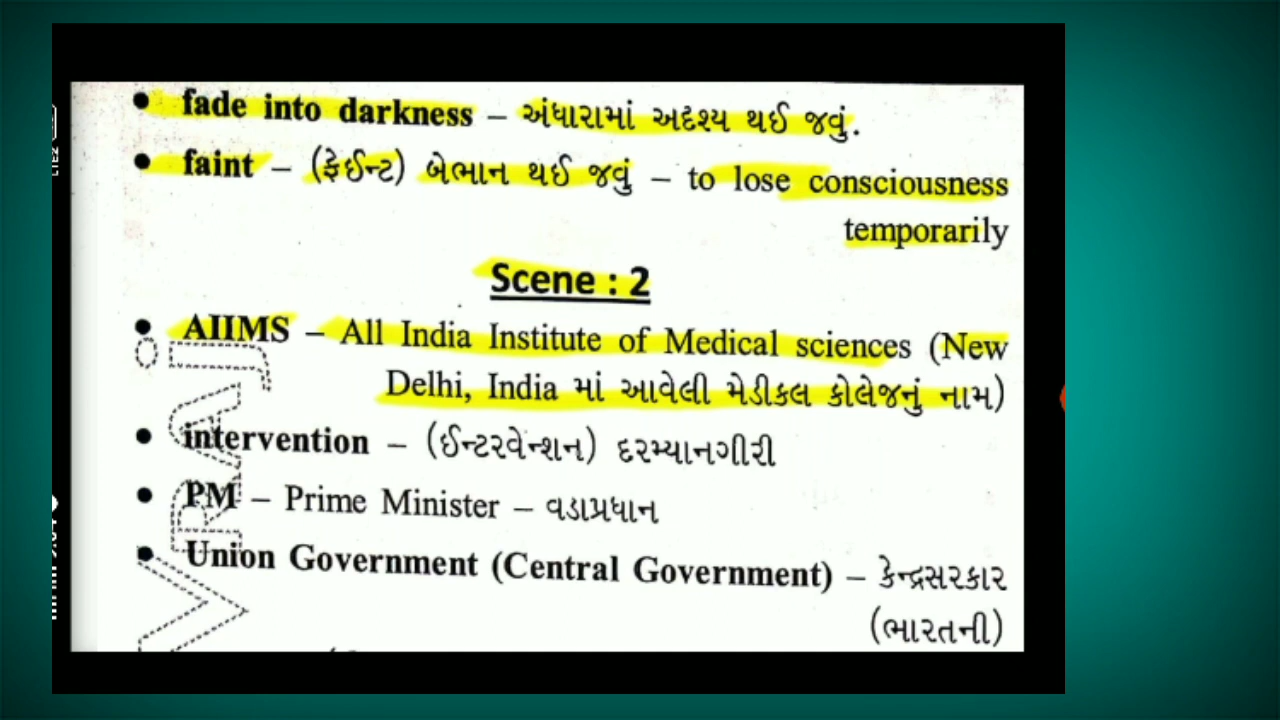 • fade into darkness – અંધારામાં અદૃશ્ય થઈ જવું.
• faint – (ફેઈન્ટ) બેભાન થઈ જવું – to lose consciousness
temporarily
Scene : 2
• AIIMS – All India Institute of Medical sciences (New
Delhi, India માં આવેલી મેડીકલ કોલેજનું નામ)
• intervention – (ઈન્ટરવેન્શન) દરમ્યાનગીરી
• PM – Prime Minister – વડાપ્રધાન
• Union Government (Central Government) – કેન્દ્રસરકાર
(ભારતની)
VIRAJ
LTE2